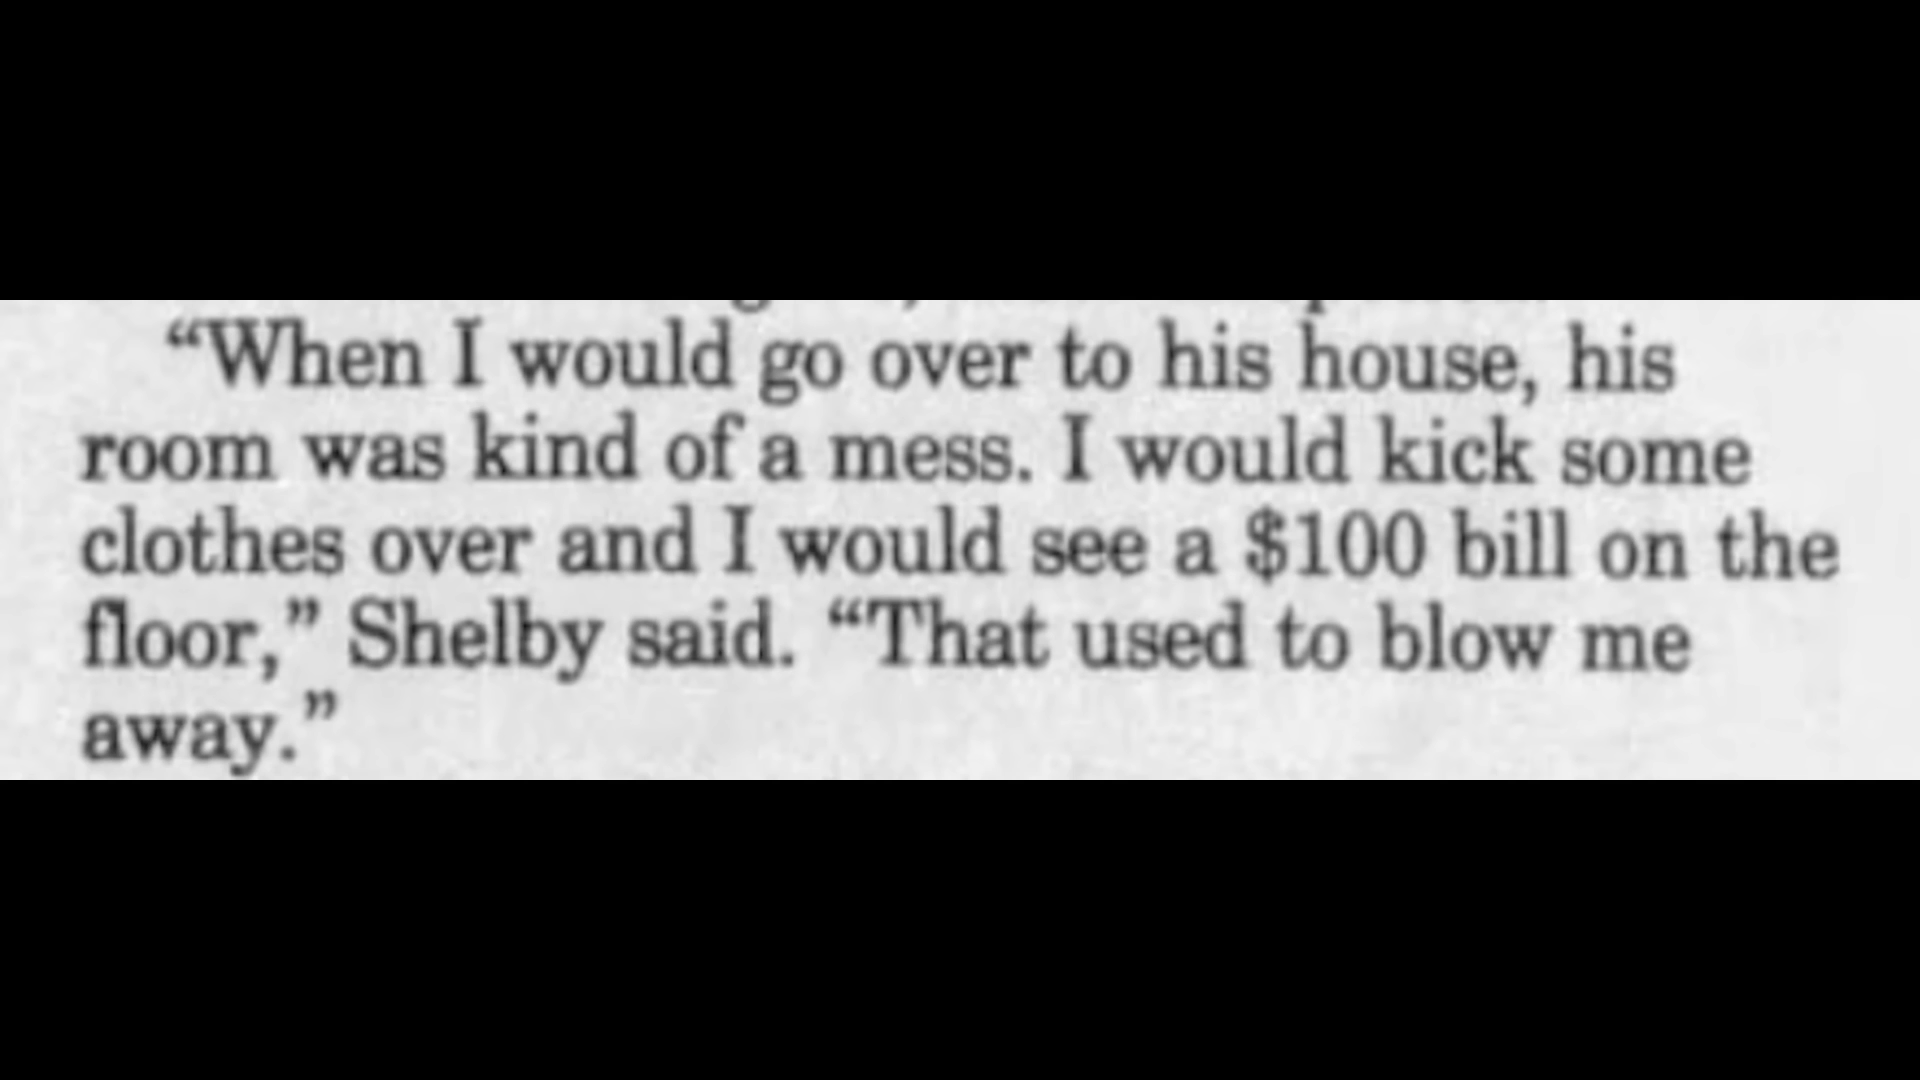 “When I would go over to his house, his
room was kind of a mess. I would kick some
clothes over and I would see a $100 bill on the
floor,” Shelby said. “That used to blow me
away.”